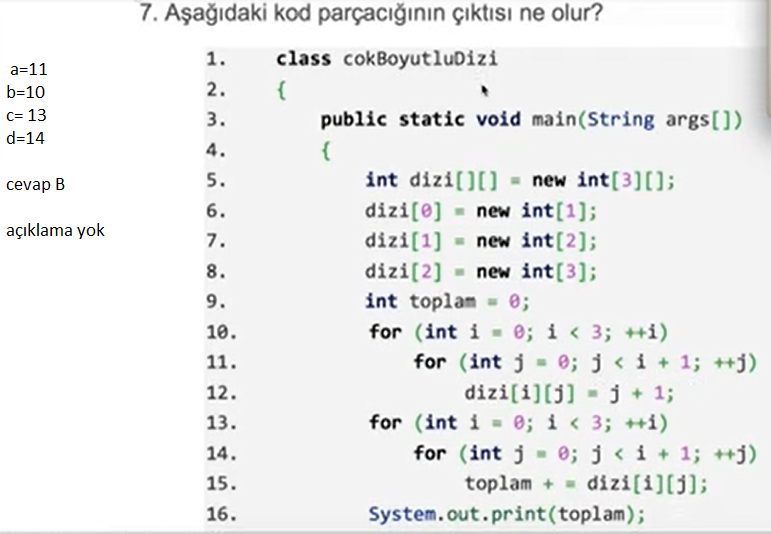 7. Aşağıdaki kod parçacığının çıktısı ne olur?
a=11
b=10
c= 13
d=14
cevap B
açıklama yok
1. class cokBoyutluDizi
2. {
3. public static void main(String args[])
4. {
5. int dizi[][] = new int[3][];
6. dizi[0] = new int[1];
7. dizi[1] = new int[2];
8. dizi[2] = new int[3];
9. int toplam = 0;
10. for (int i = 0; i < 3; ++i)
11. for (int j = 0; j < i + 1; ++j)
12. dizi[i][j] = j + 1;
13. for (int i = 0; i < 3; ++i)
14. for (int j = 0; j < i + 1; ++j)
15. toplam + = dizi[i][j];
16. System.out.print(toplam);